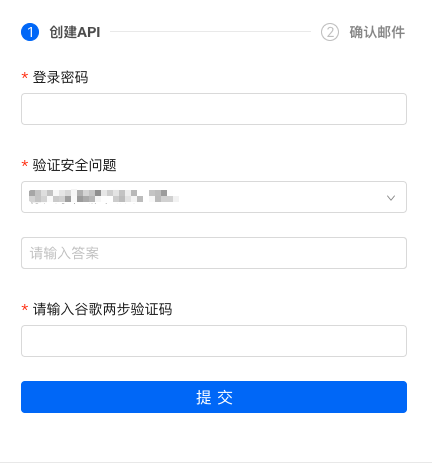 1 创建API 2 确认邮件
* 登录密码
* 验证安全问题
请输入答案
* 请输入谷歌两步验证码
提 交